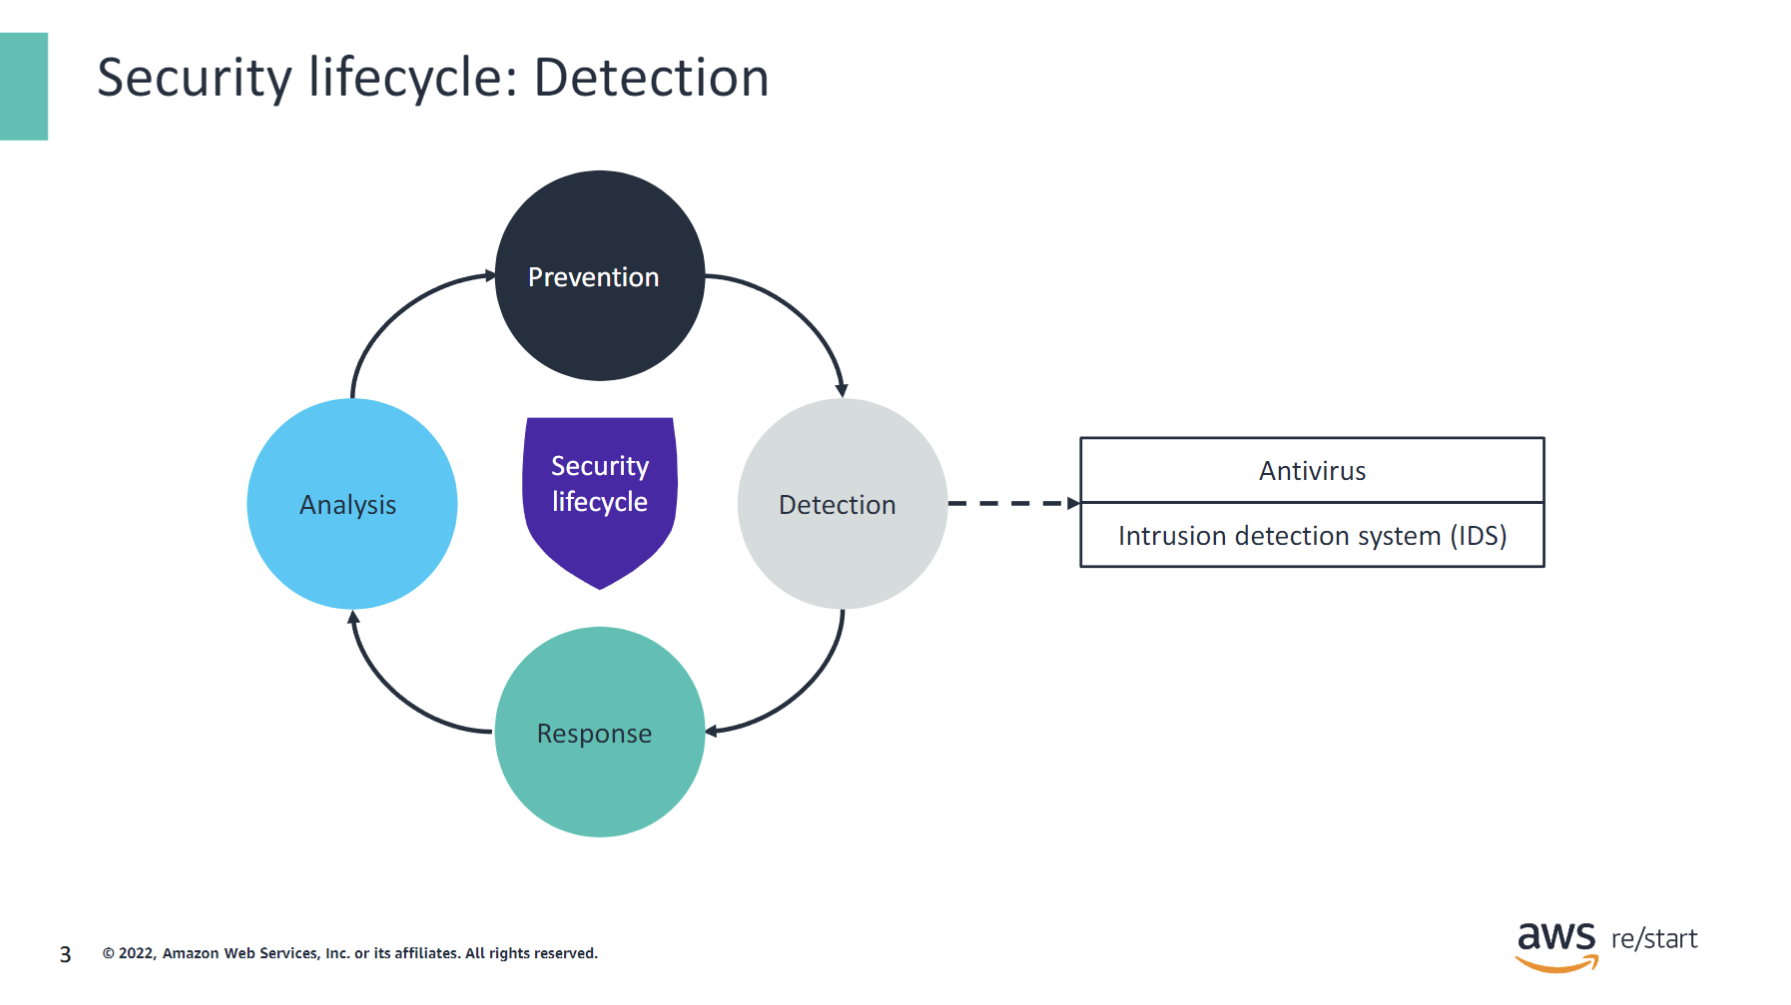 Security lifecycle: Detection
Prevention
Security
lifecycle
Analysis
Detection
Antivirus
Intrusion detection system (IDS)
Response
3
© 2022, Amazon Web Services, Inc. or its affiliates. All rights reserved.
aws re/start